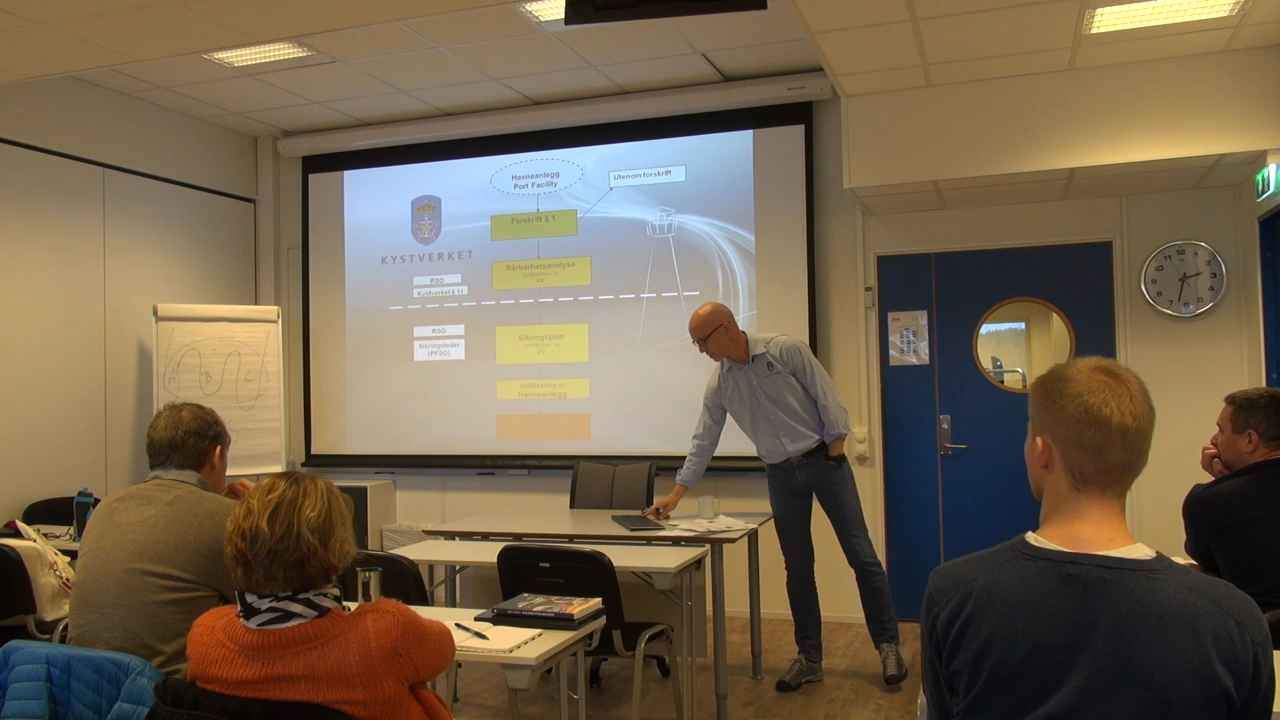 Havneanlegg
Port Facility
Utenom forskrift
Forskrift § 1
KYSTVERKET
Sårbarhetsanalyse
RSO
Kystverket § 11
RSO
Sikringsleder
(PFSO)
Sikringsplan
Verifisering av
Havneanlegg
A
B
C